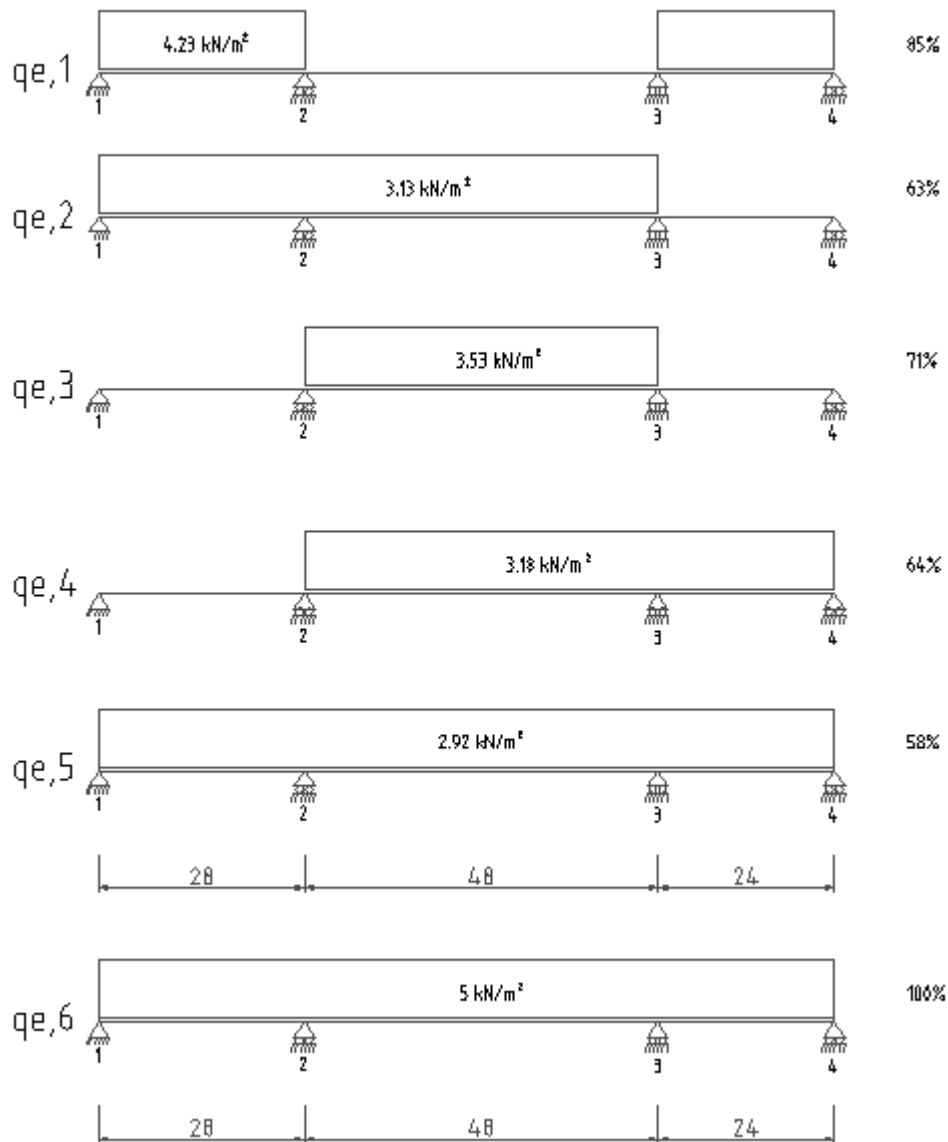 4.23 kN/m² 85%
qe,1
1 2 3 4
3.13 kN/m² 63%
qe,2
1 2 3 4
3.53 kN/m² 71%
qe,3
1 2 3 4
3.18 kN/m² 64%
qe,4
1 2 3 4
2.92 kN/m² 58%
qe,5
1 2 3 4
28 48 24
5 kN/m² 100%
qe,6
1 2 3 4
28 48 24